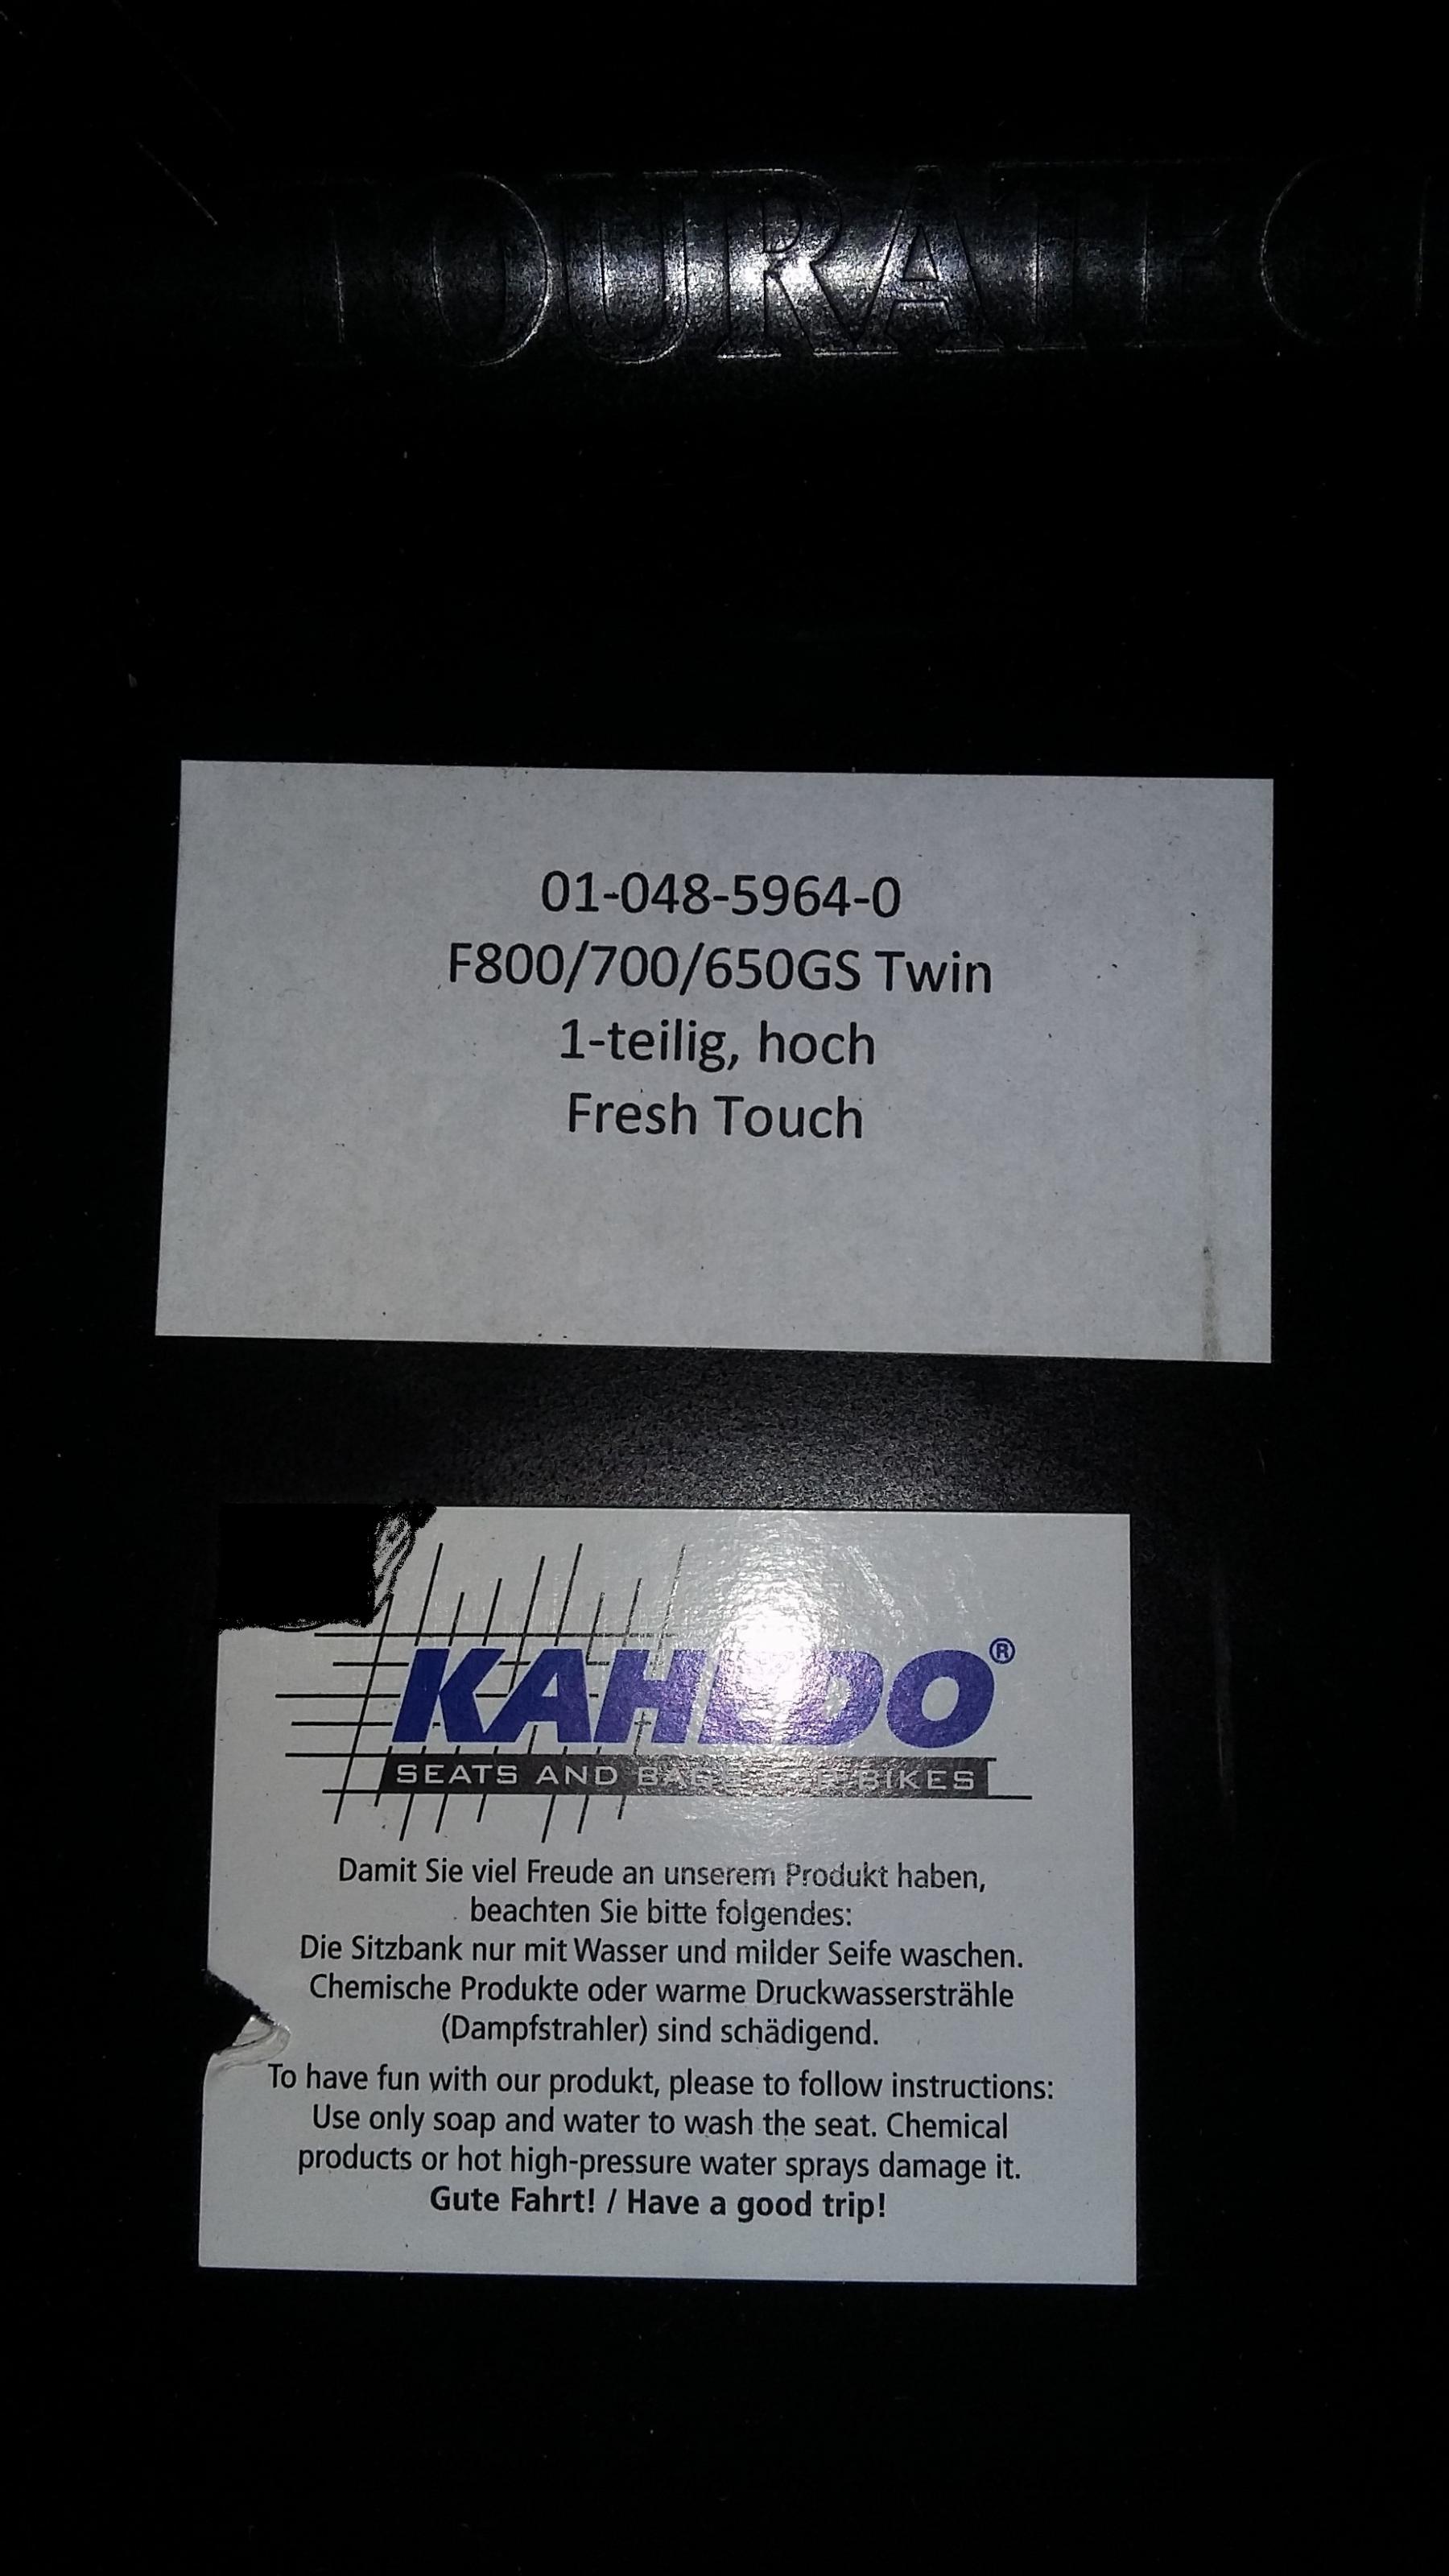 TOURATEC
01-048-5964-0
F800/700/650GS Twin
1-teilig, hoch
Fresh Touch
KAHEDO®
SEATS AND BAGS FOR BIKES
Damit Sie viel Freude an unserem Produkt haben,
beachten Sie bitte folgendes:
Die Sitzbank nur mit Wasser und milder Seife waschen.
Chemische Produkte oder warme Druckwassersträhle
(Dampfstrahler) sind schädigend.
To have fun with our produkt, please to follow instructions:
Use only soap and water to wash the seat. Chemical
products or hot high-pressure water sprays damage it.
Gute Fahrt! / Have a good trip!